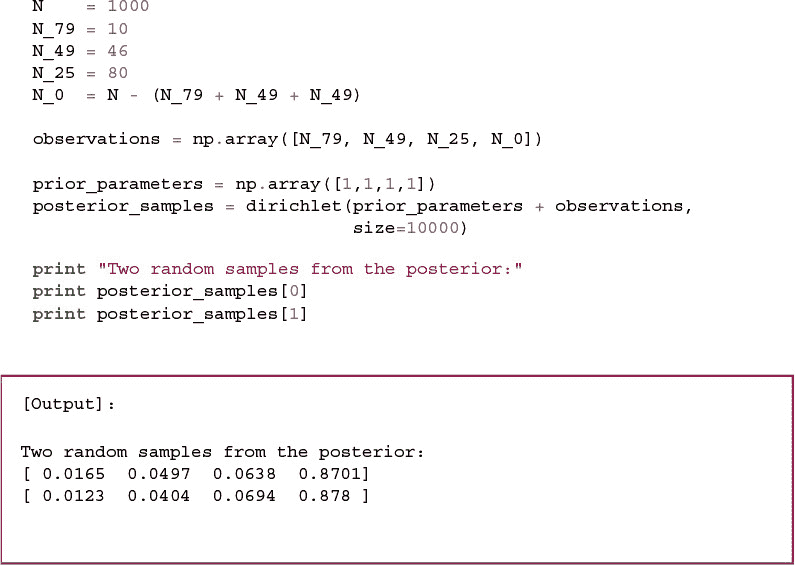 N    = 1000
N_79 = 10
N_49 = 46
N_25 = 80
N_0  = N - (N_79 + N_49 + N_49)
observations = np.array([N_79, N_49, N_25, N_0])
prior_parameters = np.array([1,1,1,1])
posterior_samples = dirichlet(prior_parameters + observations,
                              size=10000)
print "Two random samples from the posterior:"
print posterior_samples[0]
print posterior_samples[1]
[Output]:
Two random samples from the posterior:
[ 0.0165  0.0497  0.0638  0.8701]
[ 0.0123  0.0404  0.0694  0.878 ]